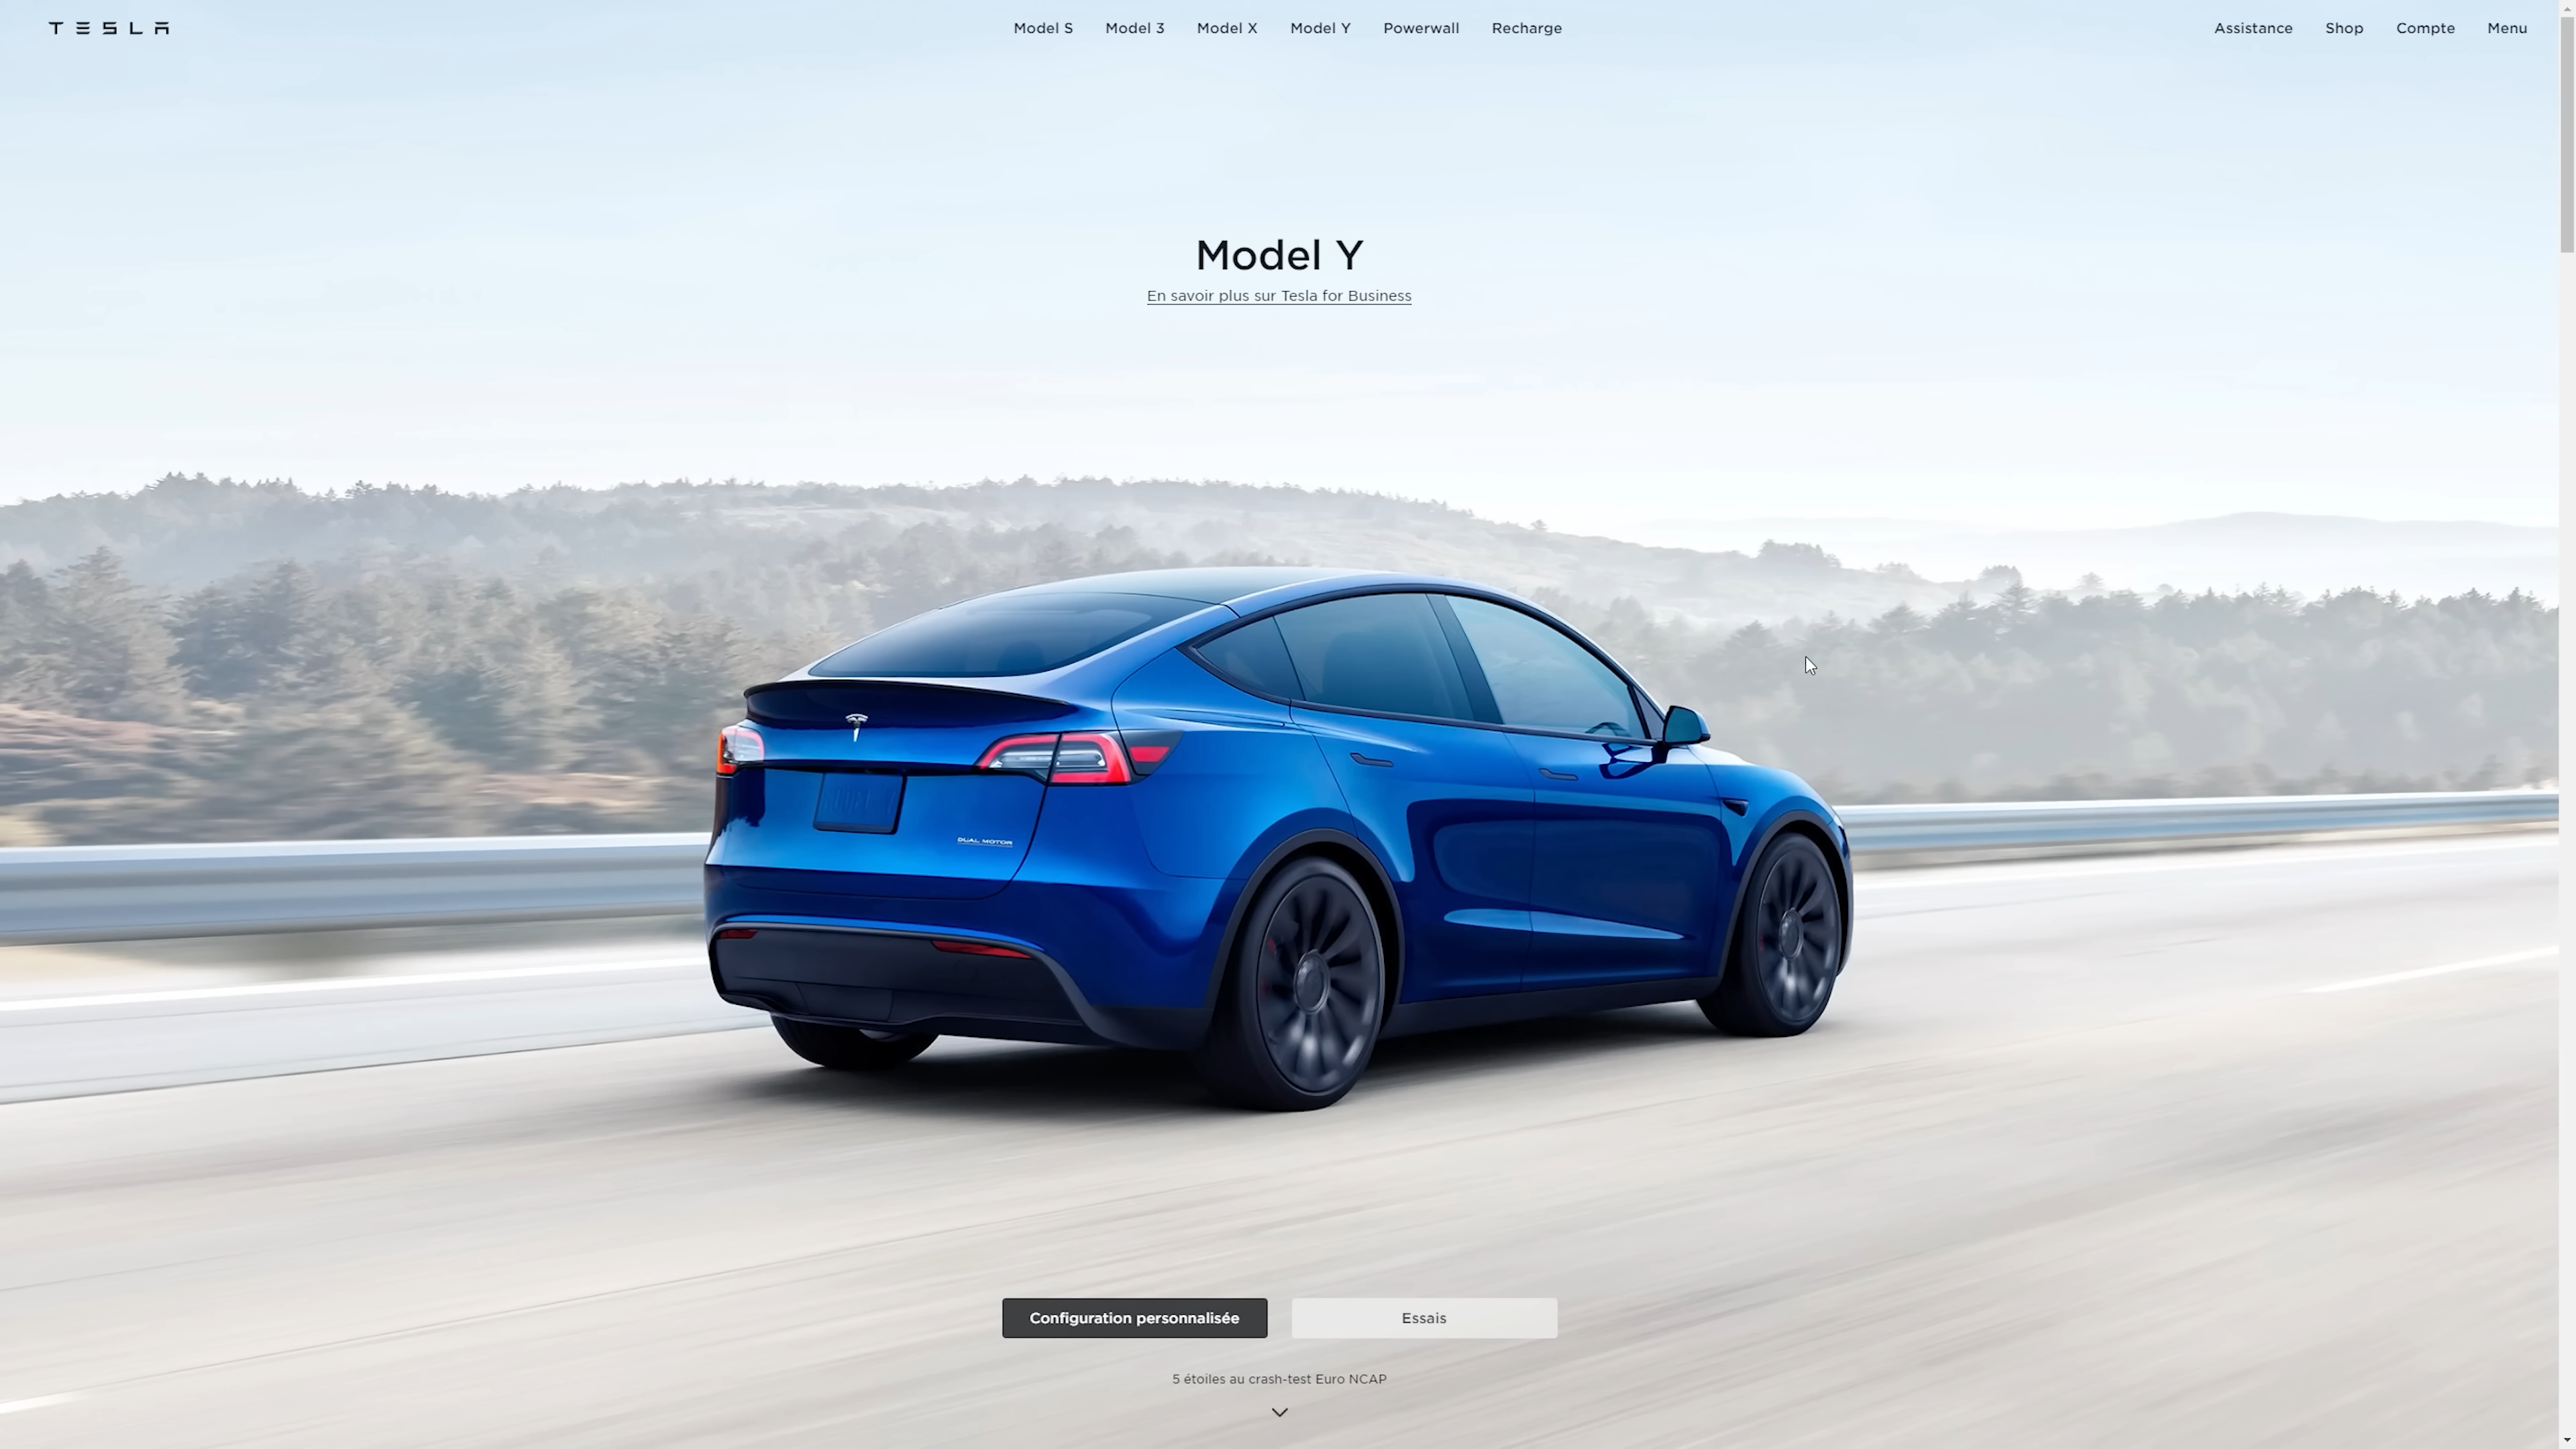 TESLA
Model S Model 3 Model X Model Y Powerwall Recharge
Assistance Shop Compte Menu
Model Y
En savoir plus sur Tesla for Business
DUAL MOTOR
Configuration personnalisée
Essais
5 étoiles au crash-test Euro NCAP